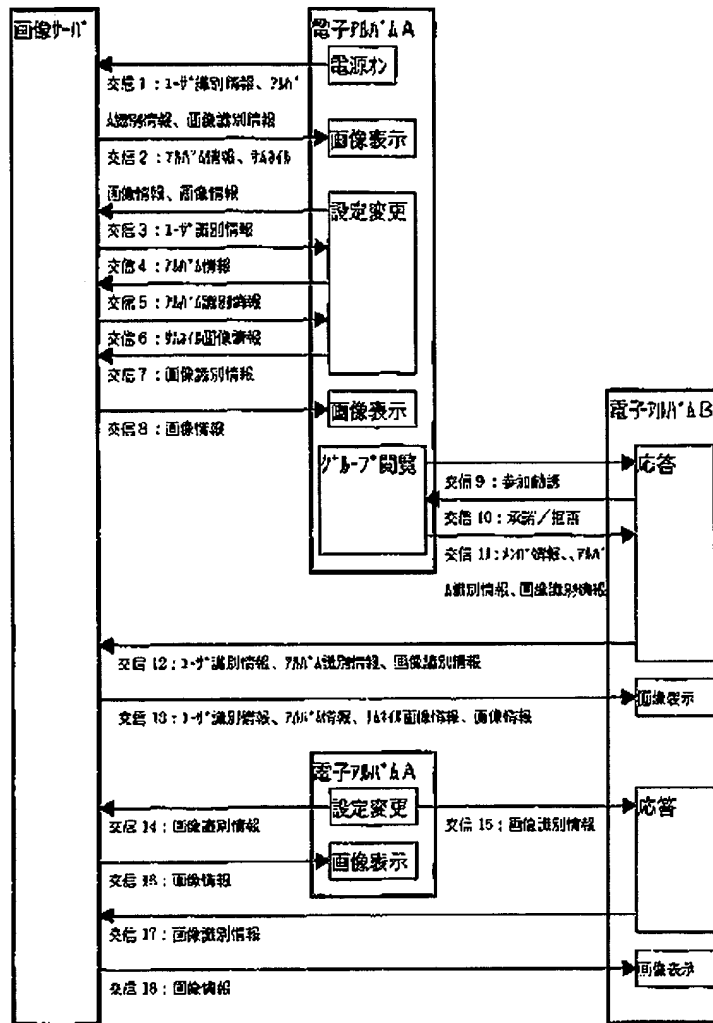 画像サーバ
電子アルバムA
電源オン
交信1：ユーザ識別情報、アルバ
ム識別情報、画像識別情報
画像表示
交信2：アルバム情報、サムネイル
画像情報、画像情報
設定変更
交信3：ユーザ識別情報
交信4：アルバム情報
交信5：アルバム識別情報
交信6：サムネイル画像情報
交信7：画像識別情報
画像表示
交信8：画像情報
電子アルバムB
グループ閲覧
応答
交信9：参加勧誘
交信10：承諾／拒否
交信11：メンバ情報、、アルバ
ム識別情報、画像識別情報
交信12：ユーザ識別情報、アルバム識別情報、画像識別情報
画像表示
交信13：ユーザ識別情報、アルバム情報、サムネイル画像情報、画像情報
電子アルバムA
設定変更
応答
交信14：画像識別情報
交信15：画像識別情報
画像表示
交信16：画像情報
交信17：画像識別情報
画像表示
交信18：画像情報